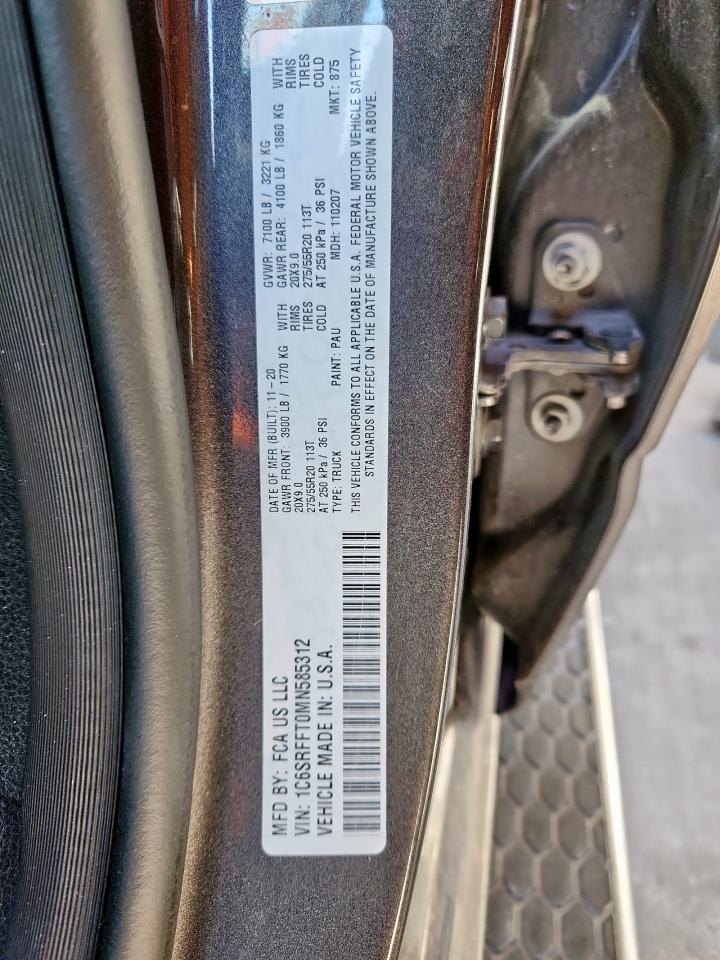 MFD BY: FCA US LLC
VIN: 1C6SRFFT0MN585312
VEHICLE MADE IN: U.S.A.
DATE OF MFR (BUILT): 11-20 GVWR: 7100 LB / 3221 KG
GAWR FRONT: 3900 LB / 1770 KG WITH GAWR REAR: 4100 LB / 1860 KG WITH
20X9.0 RIMS 20X9.0 RIMS
275/55R20 113T TIRES 275/55R20 113T TIRES
AT 250 kPa / 36 PSI COLD AT 250 kPa / 36 PSI COLD
TYPE: TRUCK PAINT: PAU MDH: 110207 MKT: 875
THIS VEHICLE CONFORMS TO ALL APPLICABLE U.S.A. FEDERAL MOTOR VEHICLE SAFETY
STANDARDS IN EFFECT ON THE DATE OF MANUFACTURE SHOWN ABOVE.